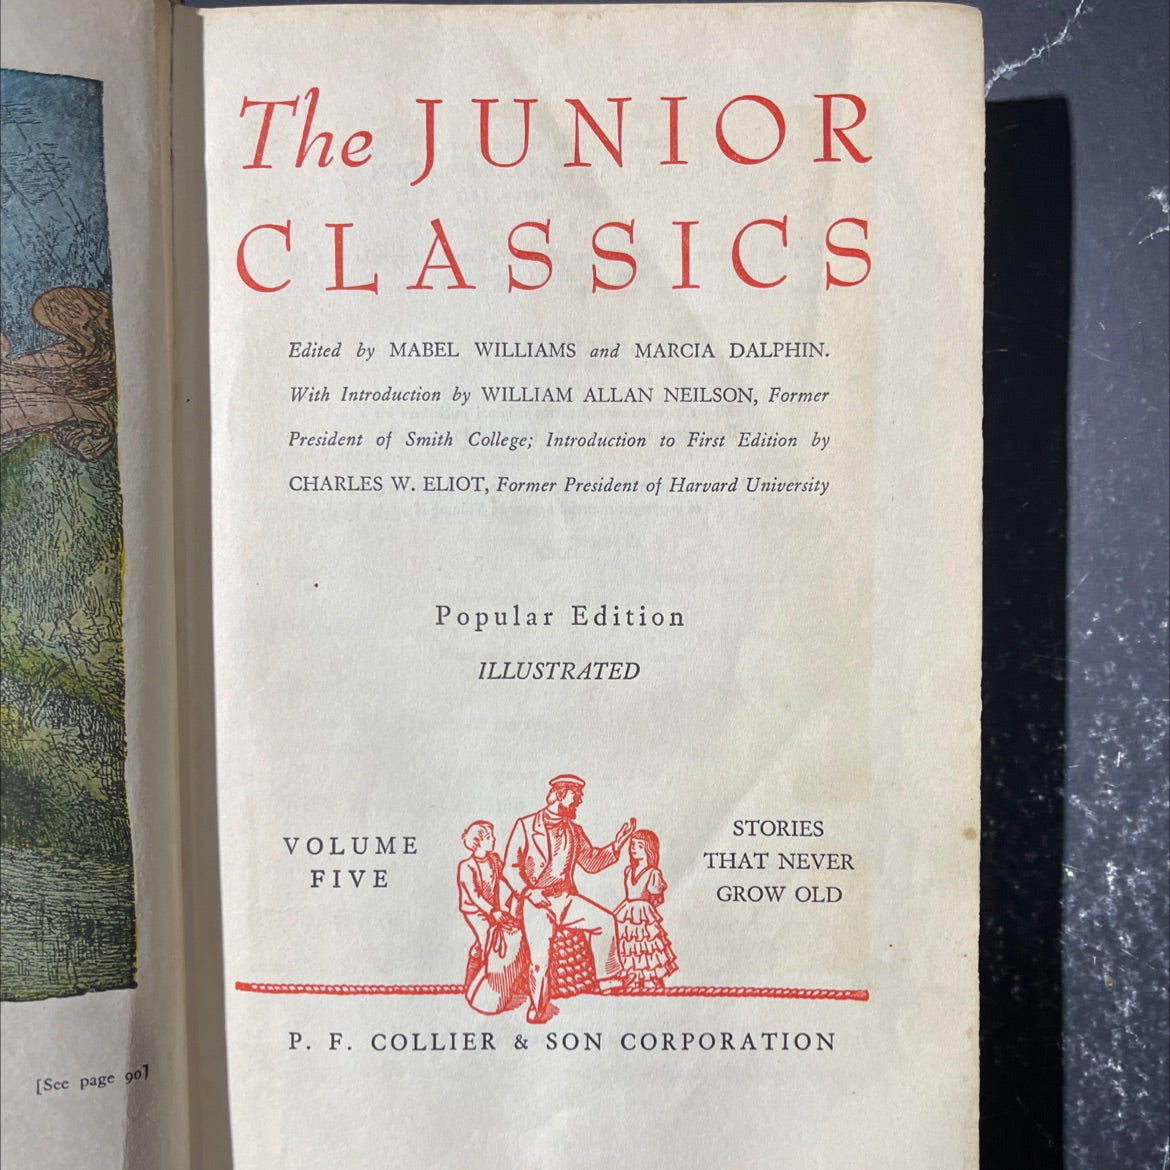 The JUNIOR
CLASSICS
Edited by MABEL WILLIAMS and MARCIA DALPHIN.
With Introduction by WILLIAM ALLAN NEILSON, Former
President of Smith College; Introduction to First Edition by
CHARLES W. ELIOT, Former President of Harvard University
Popular Edition
ILLUSTRATED
VOLUME
FIVE
STORIES
THAT NEVER
GROW OLD
P. F. COLLIER & SON CORPORATION
[See page 90]